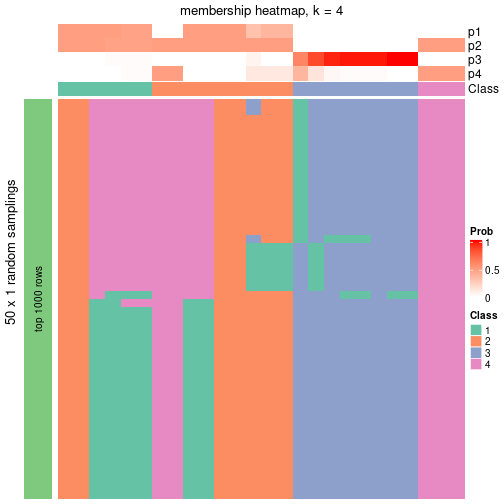 membership heatmap, k = 4
p1
p2
p3
p4
Class
50 x 1 random samplings
top 1000 rows
Prob
1
0.5
0
Class
1
2
3
4